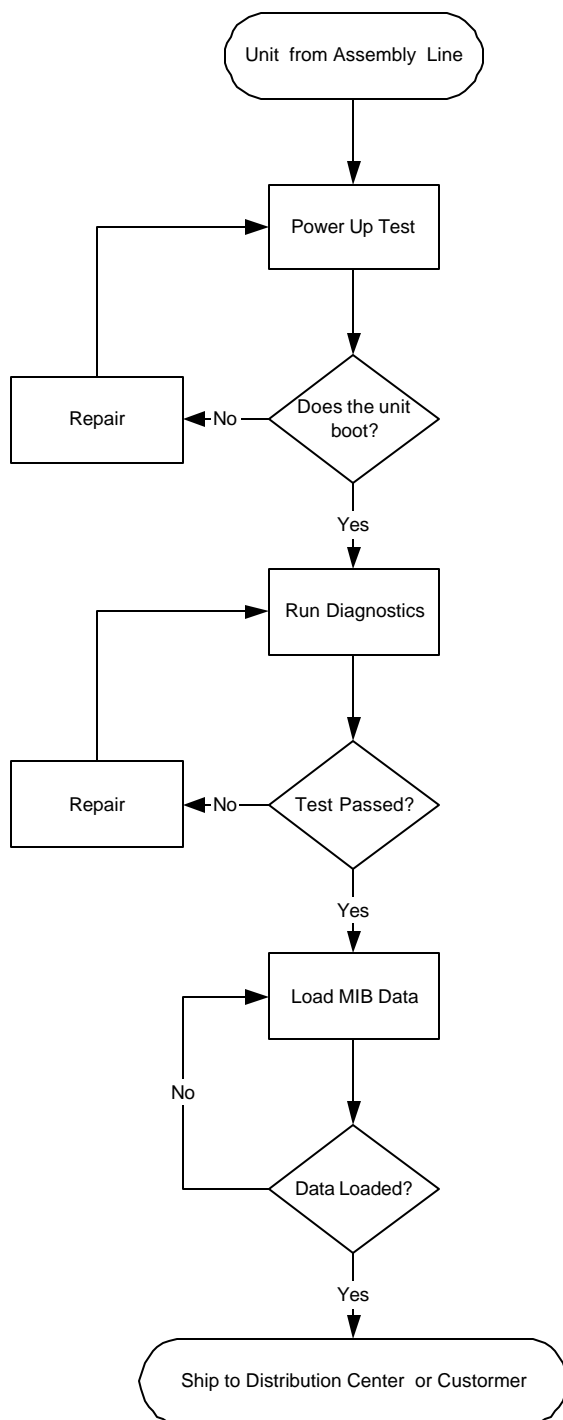 Unit from Assembly Line
Power Up Test
Does the unit
boot?
No
Repair
Yes
Run Diagnostics
Test Passed?
No
Repair
Yes
Load MIB Data
No
Data Loaded?
Yes
Ship to Distribution Center or Custormer